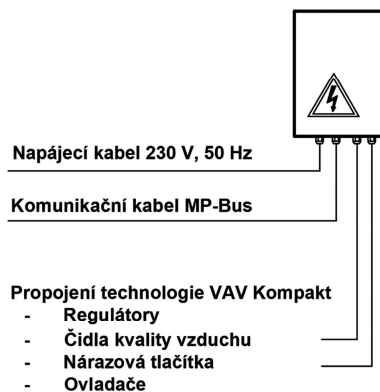 Napájecí kabel 230 V, 50 Hz
Komunikační kabel MP-Bus
Propojení technologie VAV Kompakt
- Regulátory
- Čidla kvality vzduchu
- Nárazová tlačítka
- Ovladače